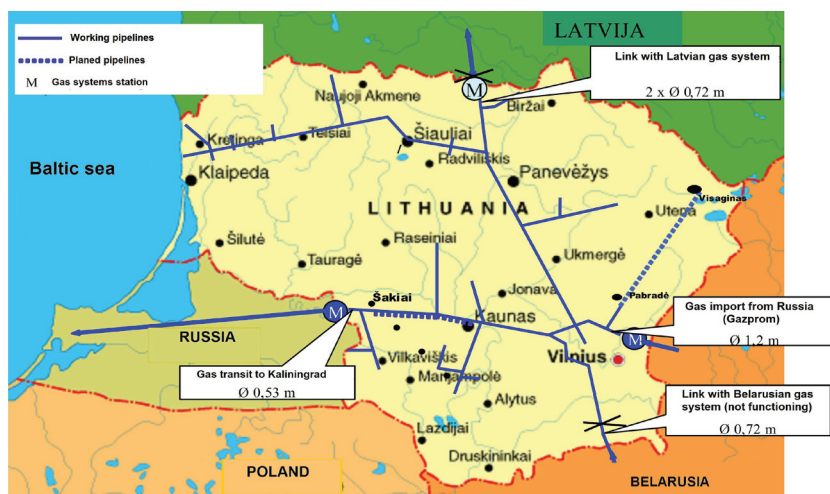 Working pipelines
Planed pipelines
M Gas systems station
LATVIJA
Link with Latvian gas system
2 x Ø 0,72 m
M
Naujoji Akmene
Biržai
Kretinga
Telsiai
Šiauliai
Radviliskis
Baltic sea
Klaipeda
Panevėžys
Visaginas
LITHUANIA
Utena
Šilutė
Raseiniai
Tauragė
Ukmergė
Jonava
Pabradė
Šakiai
M
Kaunas
Gas import from Russia
(Gazprom)
Ø 1,2 m
M
RUSSIA
Vilnius
Vilkaviškis
Gas transit to Kaliningrad
Ø 0,53 m
Marijampolė
Alytus
Link with Belarusian gas
system (not functioning)
Ø 0,72 m
Lazdijai
Druskininkai
POLAND
BELARUSIA